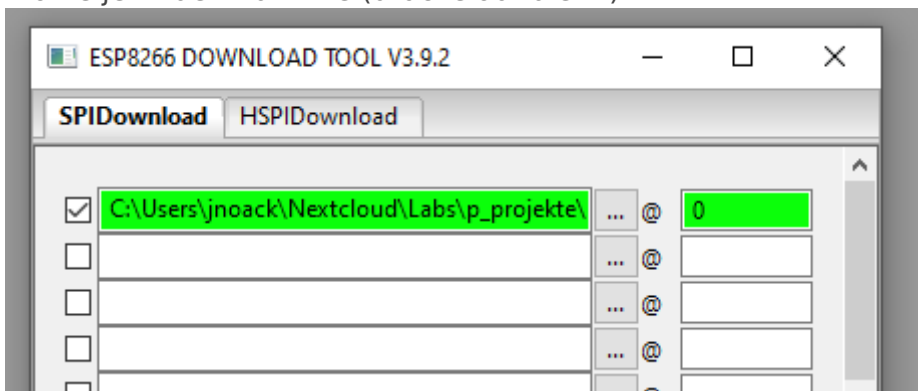 ESP8266 DOWNLOAD TOOL V3.9.2
SPIDownload HSPIDownload
C:\Users\jnoack\Nextcloud\Labs\p_projekte\ ... @ 0
... @
... @
... @